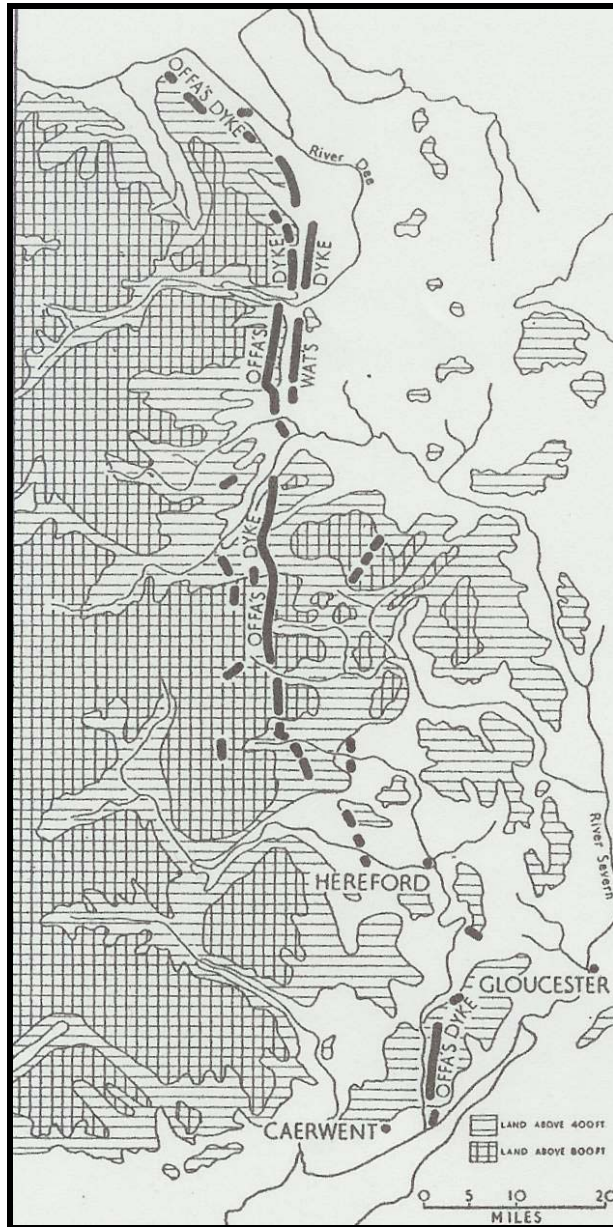 OFFA'S DYKE
River Dee
OFFA'S DYKE
WAT'S DYKE
OFFA'S DYKE
HEREFORD
River Severn
GLOUCESTER
OFFA'S DYKE
CAERWENT
LAND ABOVE 400FT
LAND ABOVE 800FT
0 5 10 20
MILES